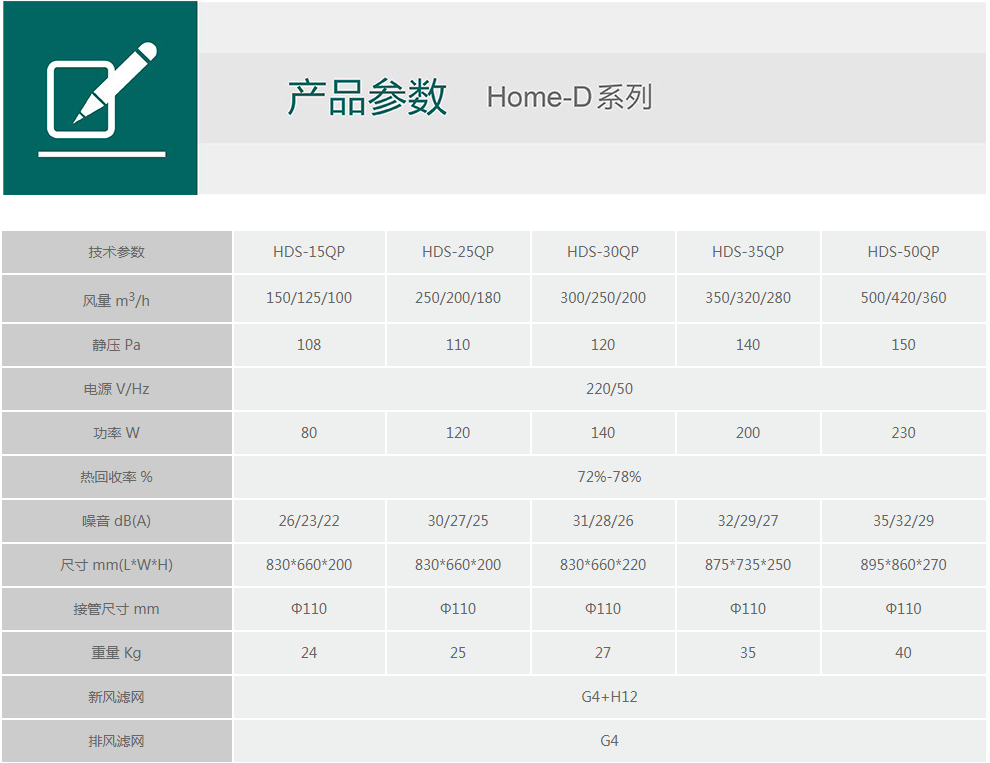 产品参数 Home-D系列
技术参数 HDS-15QP HDS-25QP HDS-30QP HDS-35QP HDS-50QP
风量 m³/h 150/125/100 250/200/180 300/250/200 350/320/280 500/420/360
静压 Pa 108 110 120 140 150
电源 V/Hz 220/50
功率 W 80 120 140 200 230
热回收率 % 72%-78%
噪音 dB(A) 26/23/22 30/27/25 31/28/26 32/29/27 35/32/29
尺寸 mm(L*W*H) 830*660*200 830*660*200 830*660*220 875*735*250 895*860*270
接管尺寸 mm Φ110 Φ110 Φ110 Φ110 Φ110
重量 Kg 24 25 27 35 40
新风滤网 G4+H12
排风滤网 G4